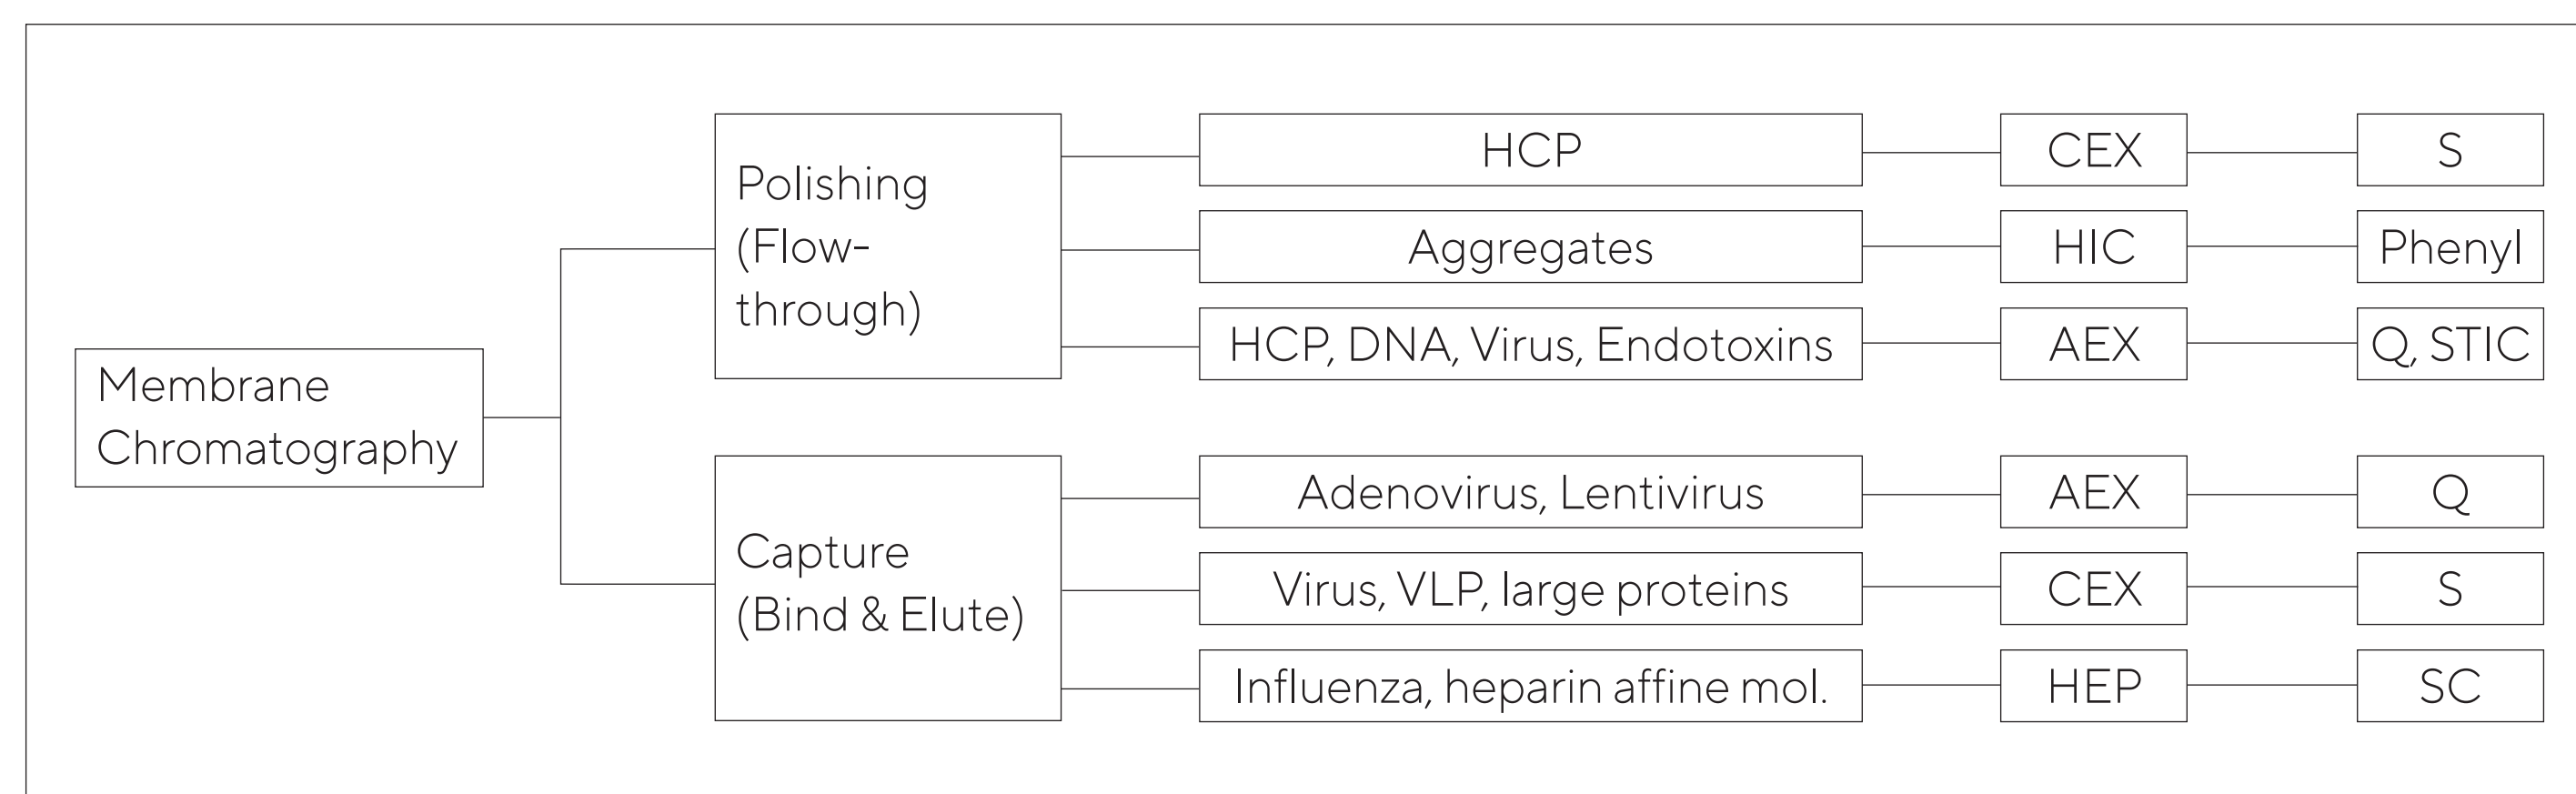 Membrane
Chromatography
Polishing
(Flow-
through)
HCP
CEX
S
Aggregates
HIC
Phenyl
HCP, DNA, Virus, Endotoxins
AEX
Q, STIC
Capture
(Bind & Elute)
Adenovirus, Lentivirus
AEX
Q
Virus, VLP, large proteins
CEX
S
Influenza, heparin affine mol.
HEP
SC